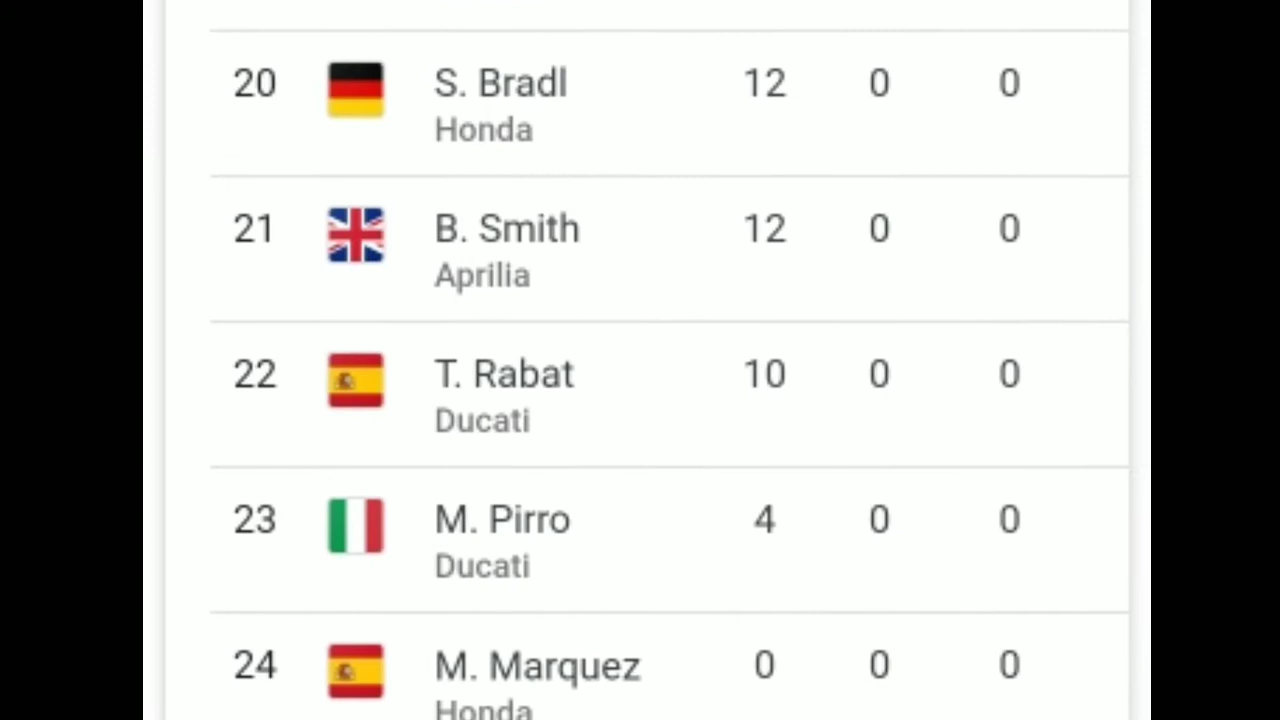 20 S. Bradl 12 0 0
Honda
21 B. Smith 12 0 0
Aprilia
22 T. Rabat 10 0 0
Ducati
23 M. Pirro 4 0 0
Ducati
24 M. Marquez 0 0 0
Honda